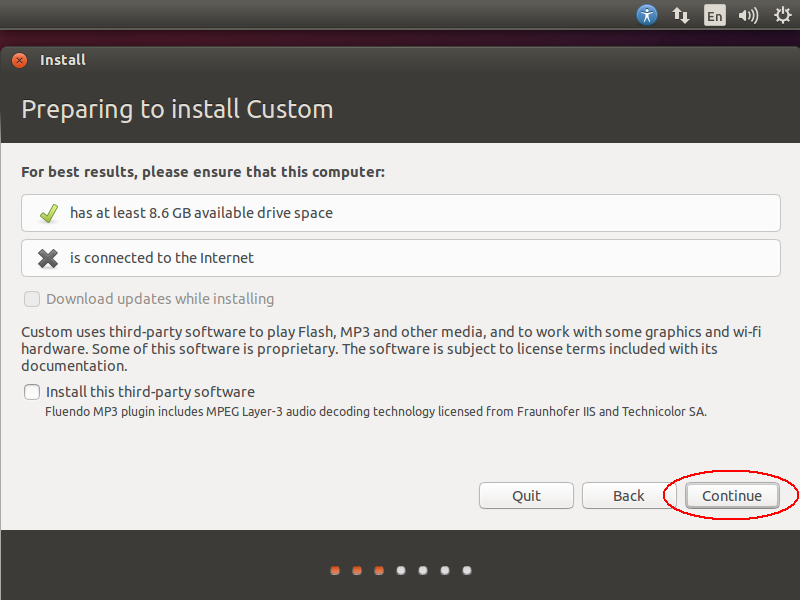 En
Install
Preparing to install Custom
For best results, please ensure that this computer:
has at least 8.6 GB available drive space
is connected to the Internet
Download updates while installing
Custom uses third-party software to play Flash, MP3 and other media, and to work with some graphics and wi-fi
hardware. Some of this software is proprietary. The software is subject to license terms included with its
documentation.
Install this third-party software
Fluendo MP3 plugin includes MPEG Layer-3 audio decoding technology licensed from Fraunhofer IIS and Technicolor SA.
Quit Back Continue